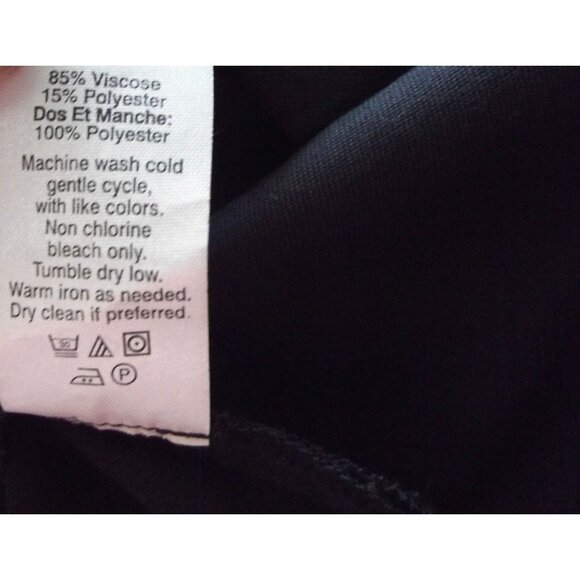 85% Viscose
15% Polyester
Dos Et Manche:
100% Polyester
Machine wash cold
gentle cycle,
with like colors.
Non chlorine
bleach only.
Tumble dry low.
Warm iron as needed.
Dry clean if preferred.
30
P